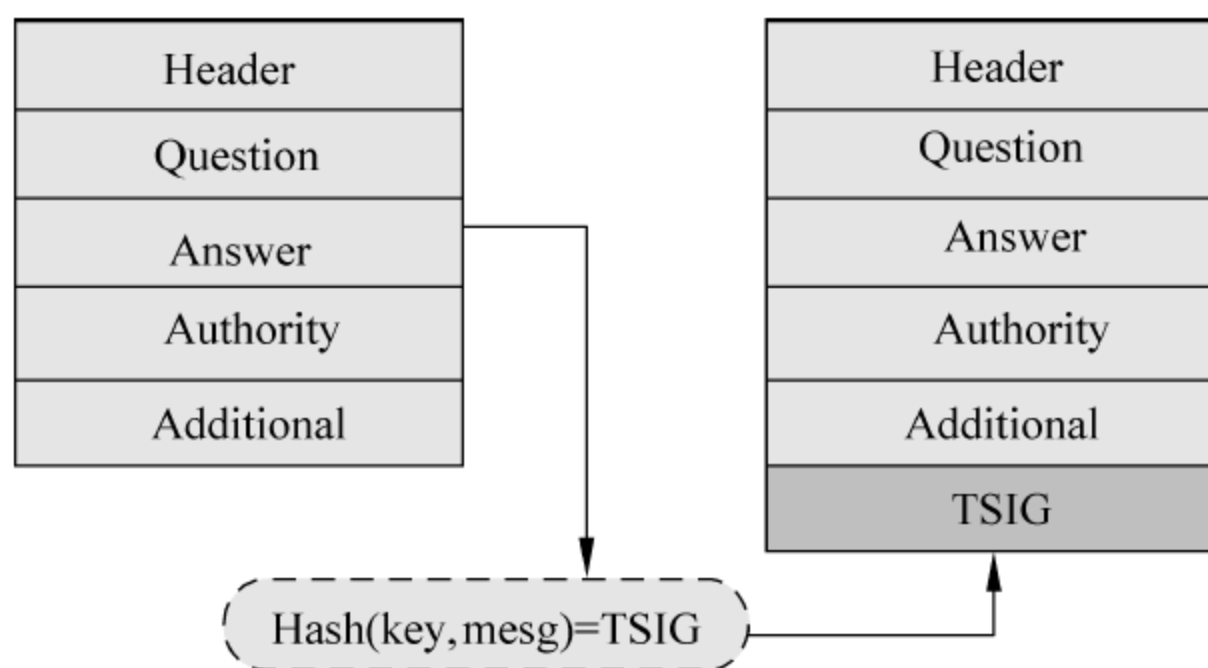 Header
Question
Answer
Authority
Additional
Header
Question
Answer
Authority
Additional
TSIG
Hash(key,mesg)=TSIG